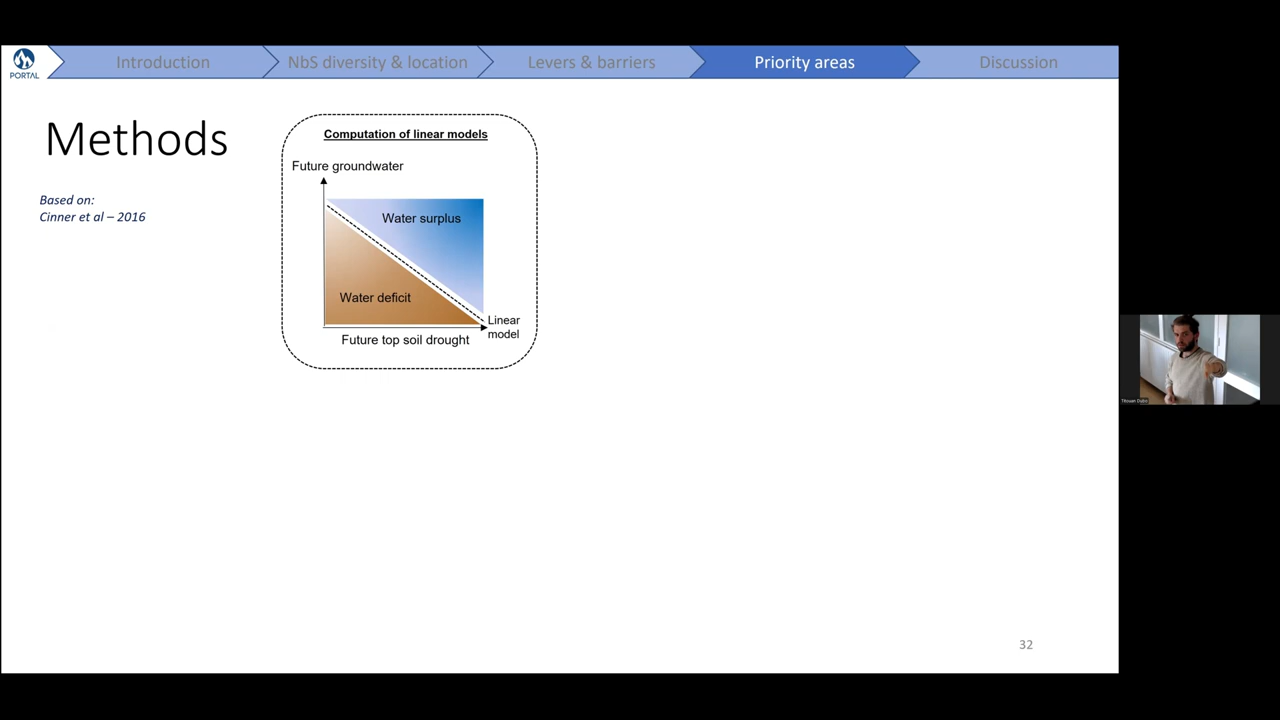 PORTAL
Introduction
NbS diversity & location
Levers & barriers
Priority areas
Discussion
Methods
Based on:
Cinner et al – 2016
Computation of linear models
Future groundwater
Water surplus
Water deficit
Linear
model
Future top soil drought
32